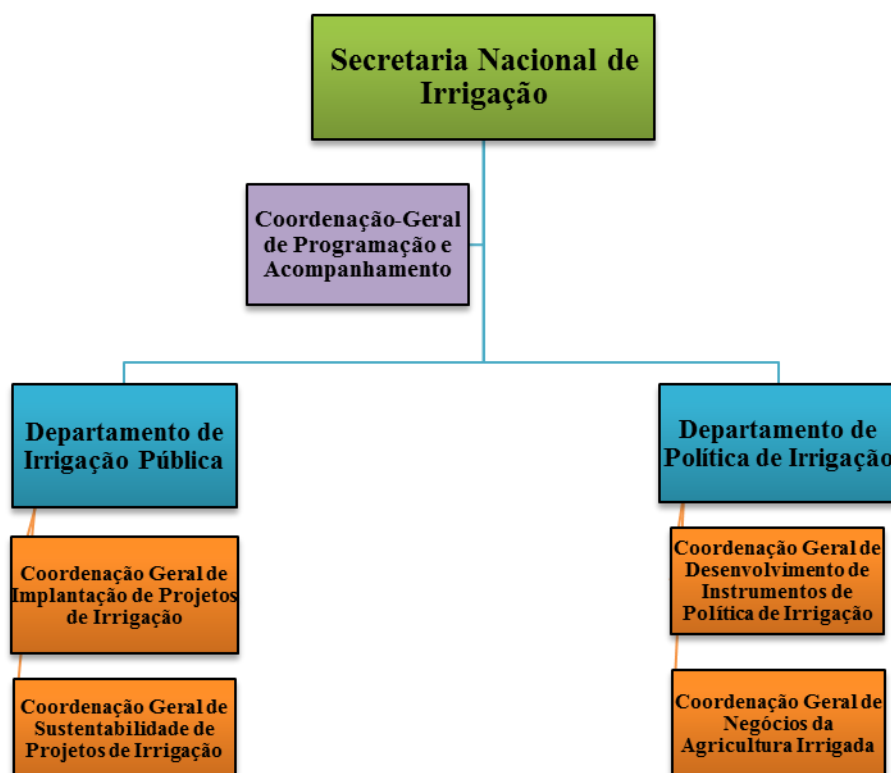 Secretaria Nacional de
Irrigação
Coordenação-Geral
de Programação e
Acompanhamento
Departamento de
Irrigação Pública
Departamento de
Política de Irrigação
Coordenação Geral de
Implantação de Projetos
de Irrigação
Coordenação Geral de
Desenvolvimento de
Instrumentos de
Política de Irrigação
Coordenação Geral de
Sustentabilidade de
Projetos de Irrigação
Coordenação Geral de
Negócios da
Agricultura Irrigada